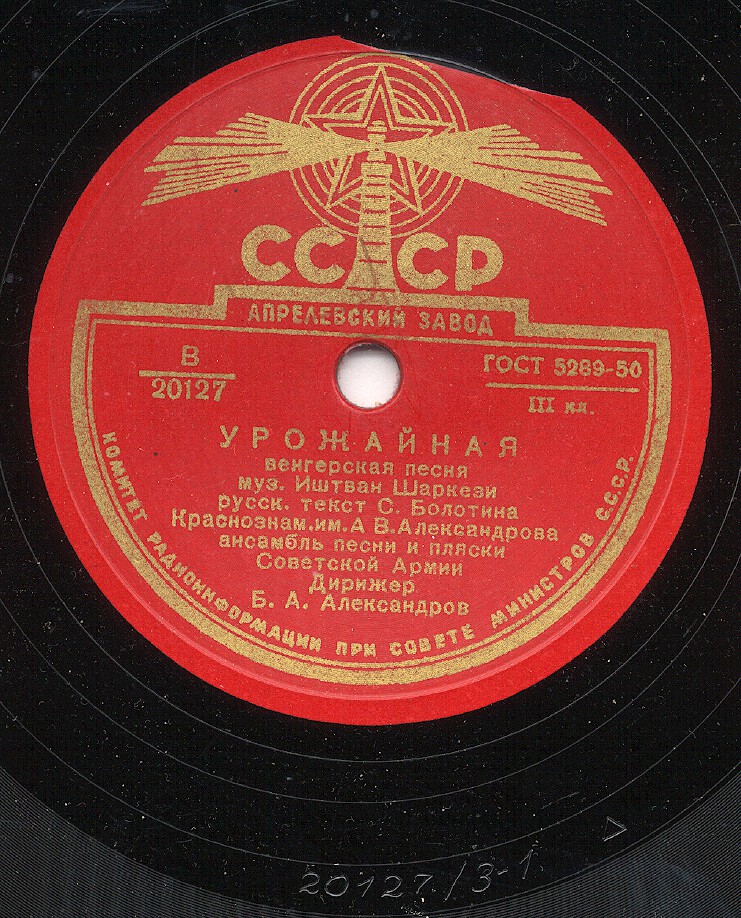 СССР
АПРЕЛЕВСКИЙ ЗАВОД
В
20127
ГОСТ 5289-50
III кл.
УРОЖАЙНАЯ
венгерская песня
муз. Иштван Шаркези
русск. текст С. Болотина
Краснознам.им.А В.Александрова
ансамбль песни и пляски
Советской Армии
Дирижер
Б. А. Александров
КОМИТЕТ РАДИОИНФОРМАЦИИ ПРИ СОВЕТЕ МИНИСТРОВ С.С.С.Р.
20127/3-1